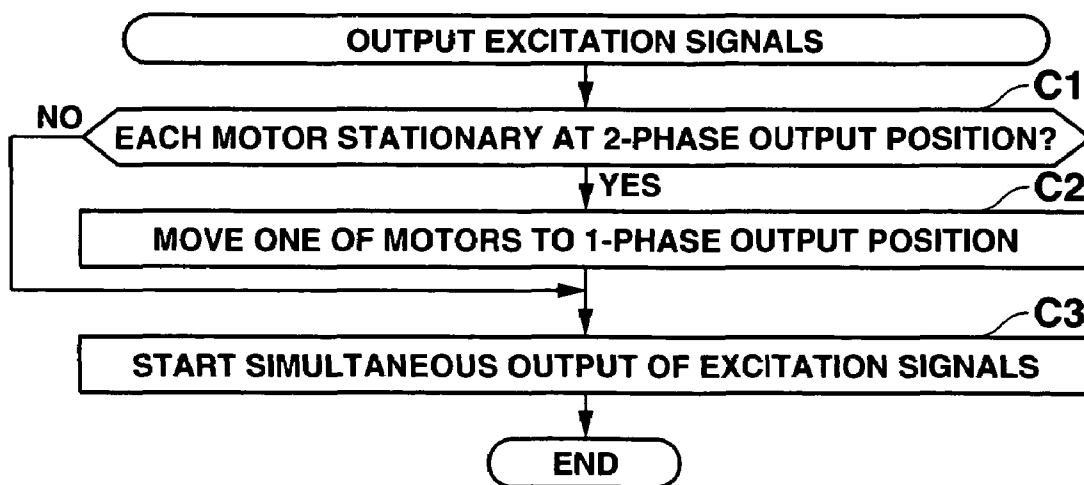 OUTPUT EXCITATION SIGNALS
C1
NO
EACH MOTOR STATIONARY AT 2-PHASE OUTPUT POSITION?
YES
C2
MOVE ONE OF MOTORS TO 1-PHASE OUTPUT POSITION
C3
START SIMULTANEOUS OUTPUT OF EXCITATION SIGNALS
END